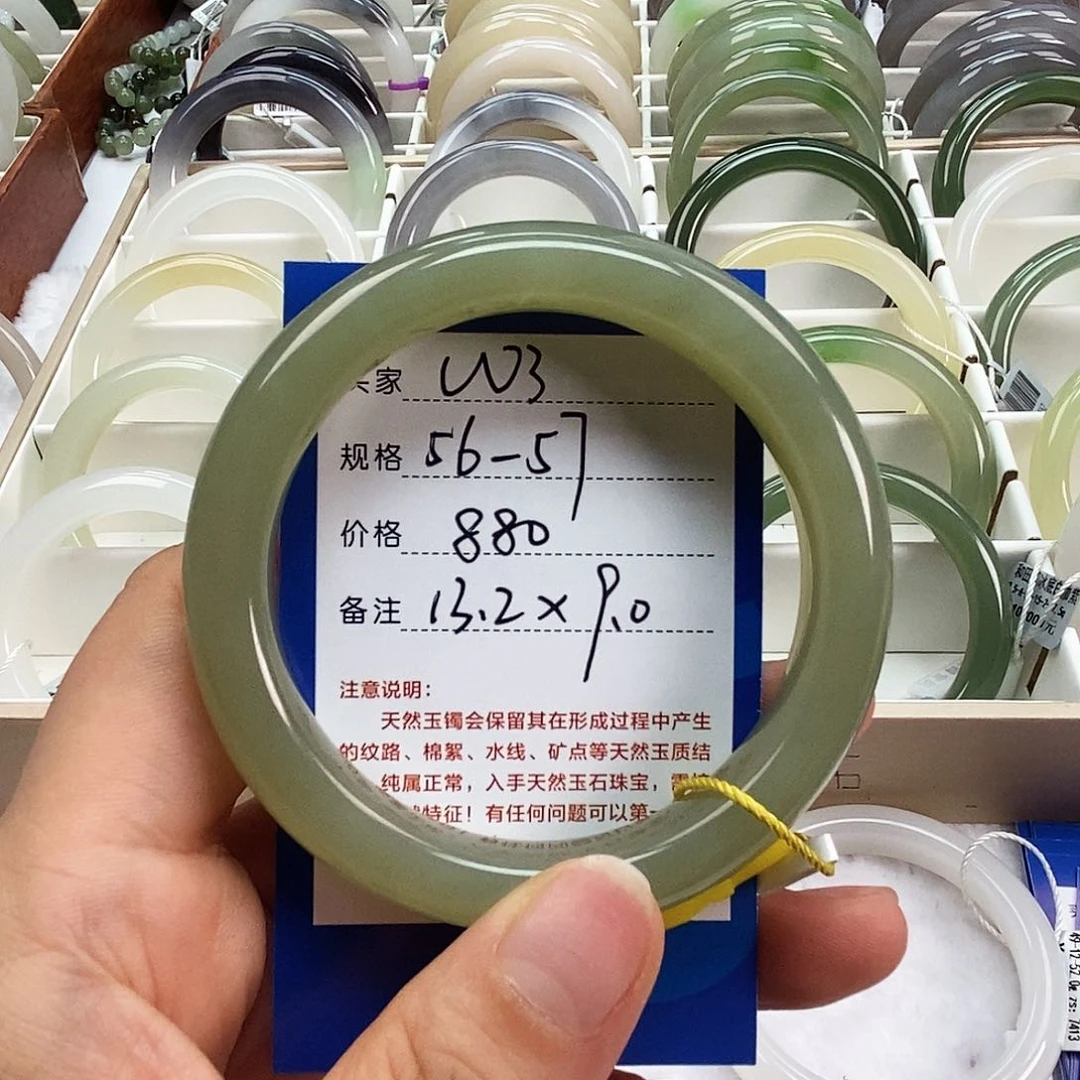 家 W3
规格 56-57
价格 880
备注 13.2×9.0
注意说明：
天然玉镯会保留其在形成过程中产生
的纹路、棉絮、水线、矿点等天然玉质结
纯属正常，入手天然玉石珠宝，需
特征！有任何问题可以第一